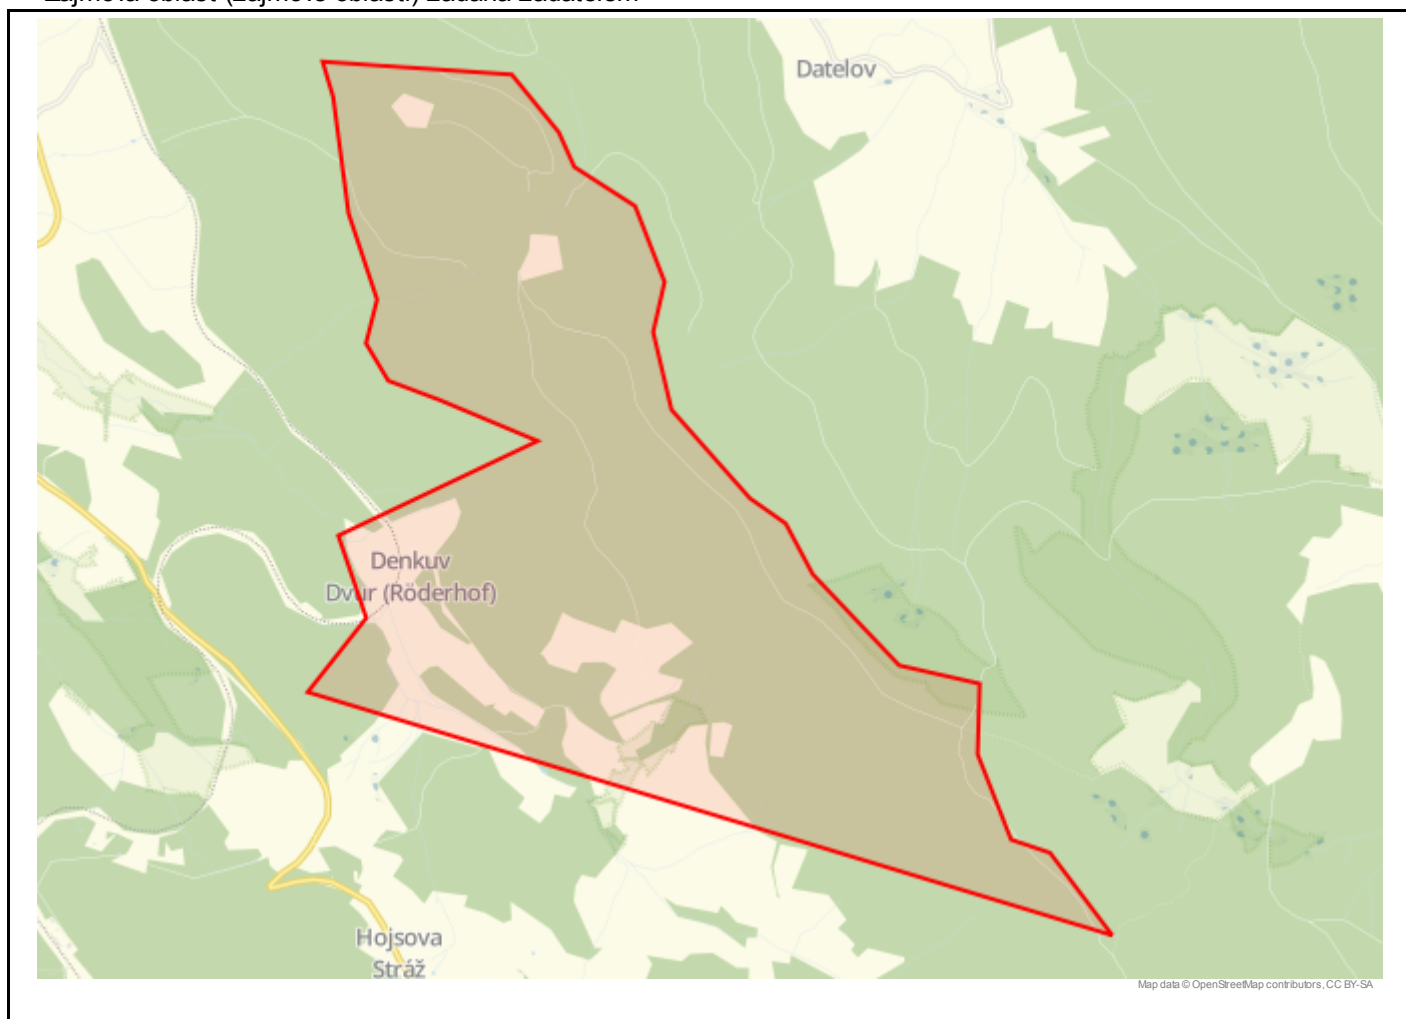 Datelov
Denkuv
Dvur (Röderhof)
Hojsova
Stráž
Map data © OpenStreetMap contributors, CC BY-SA